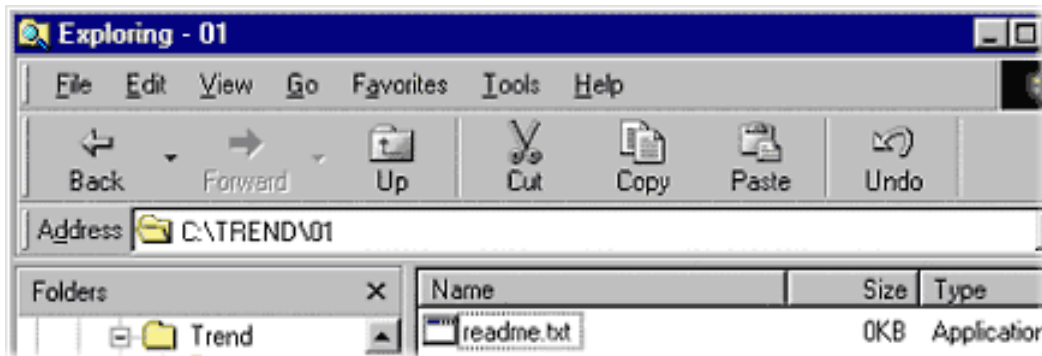 Exploring - 01
File Edit View Go Favorites Tools Help
Back Forward Up Cut Copy Paste Undo
Address C:\TREND\01
Folders Name Size Type
Trend readme.txt 0KB Application